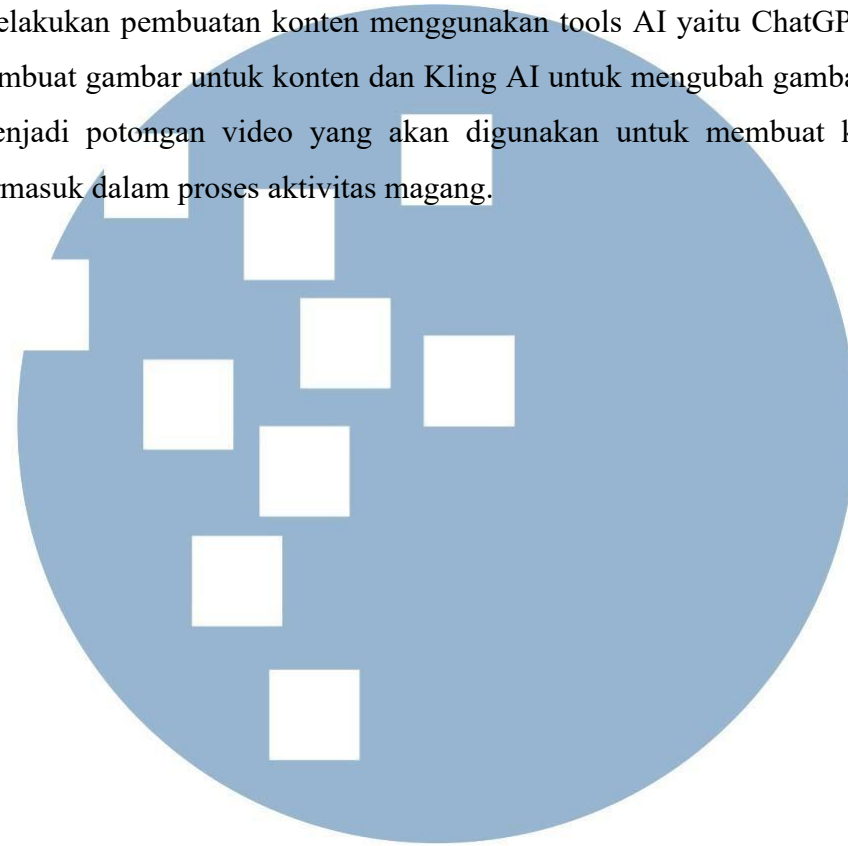 elakukan pembuatan konten menggunakan tools AI yaitu ChatGP
mbuat gambar untuk konten dan Kling AI untuk mengubah gamba
enjadi potongan video yang akan digunakan untuk membuat k
rmasuk dalam proses aktivitas magang.